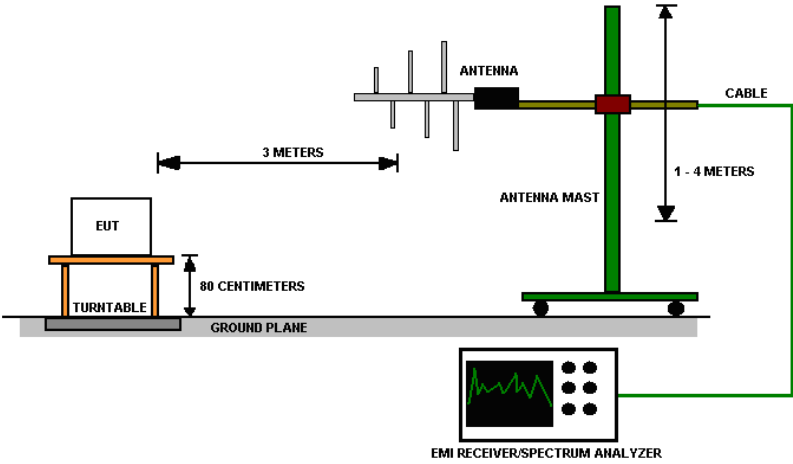 ANTENNA
CABLE
3 METERS
1 - 4 METERS
ANTENNA MAST
EUT
80 CENTIMETERS
TURNTABLE
GROUND PLANE
EMI RECEIVER/SPECTRUM ANALYZER